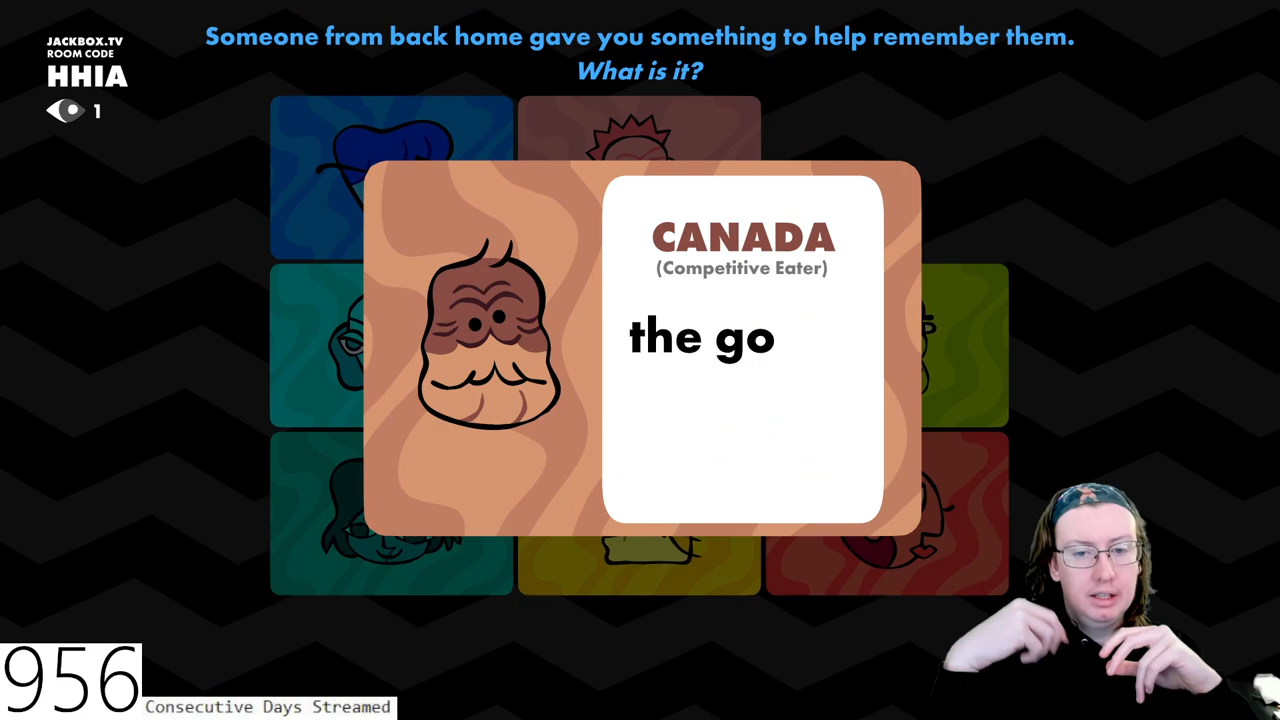 JACKBOX.TV
ROOM CODE
HHIA
1
Someone from back home gave you something to help remember them.
What is it?
CANADA
(Competitive Eater)
the go
956
Consecutive Days Streamed